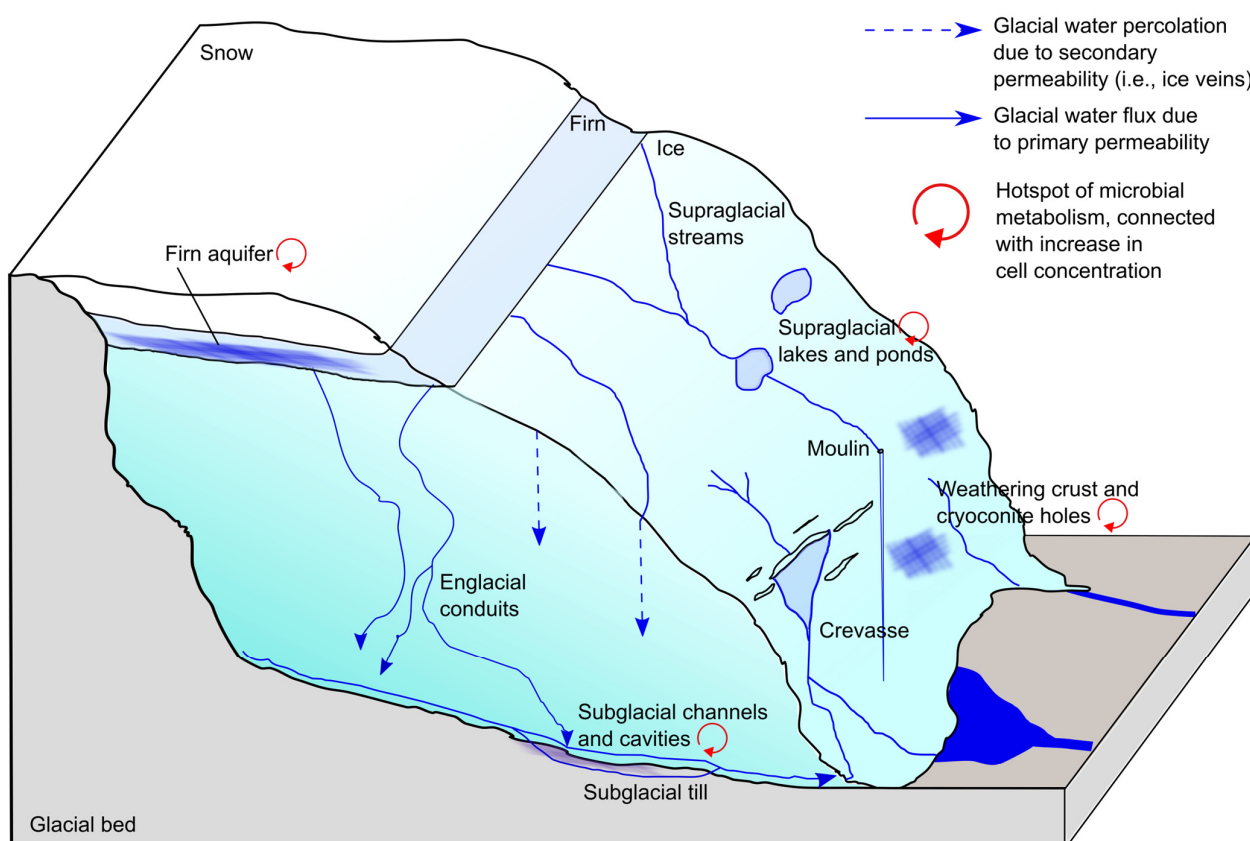 Snow
Firn
Ice
Glacial water percolation
due to secondary
permeability (i.e., ice veins)
Glacial water flux due
to primary permeability
Hotspot of microbial
metabolism, connected
with increase in
cell concentration
Supraglacial
streams
Firn aquifer
Supraglacial
lakes and ponds
Moulin
Weathering crust and
cryoconite holes
Englacial
conduits
Crevasse
Subglacial channels
and cavities
Subglacial till
Glacial bed